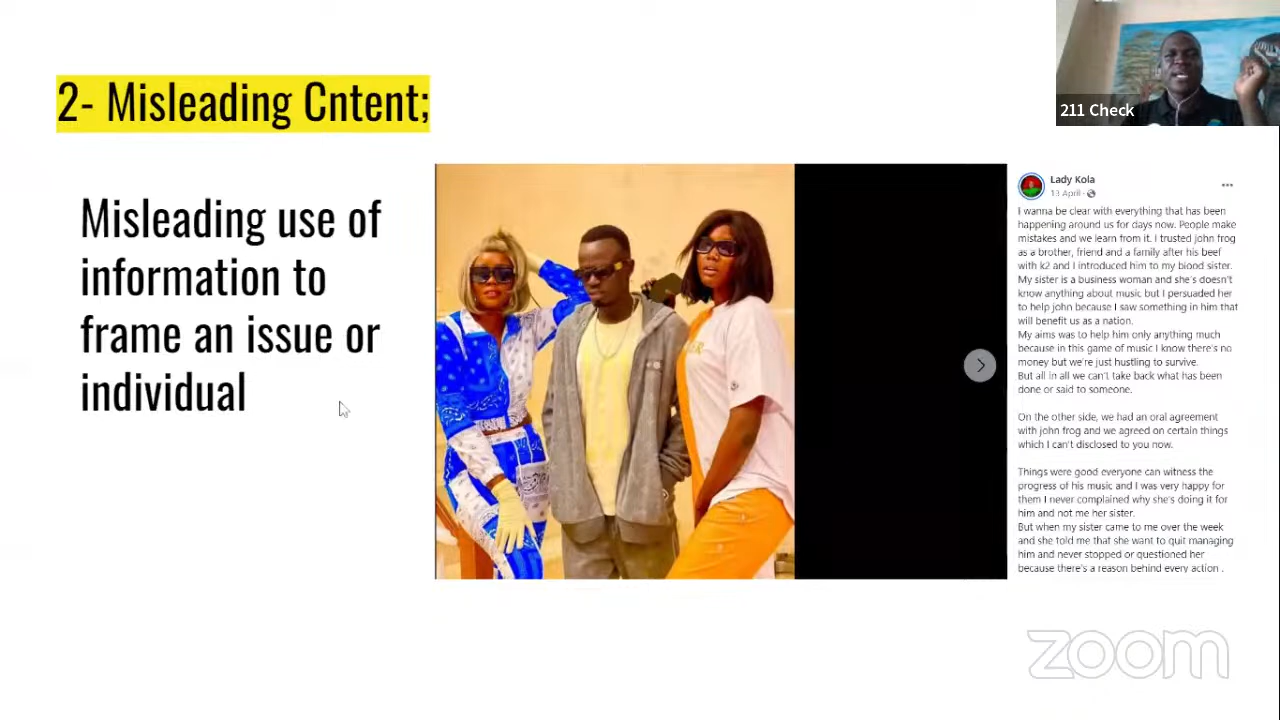 2- Misleading Cntent;
Misleading use of
information to
frame an issue or
individual
211 Check
Lady Kola
13 April ·
I wanna be clear with everything that has been
happening around us for days now. People make
mistakes and we learn from it. I trusted john frog
as a brother, friend and a family after his beef
with k2 and I introduced him to my blood sister.
My sister is a business woman and she's doesn't
know anything about music but I persuaded her
to help john because I saw something in him that
will benefit us as a nation.
My aims was to help him only anything much
because in this game of music I know there's no
money but we're just hustling to survive.
But all in all we can't take back what has been
done or said to someone.
On the other side, we had an oral agreement
with john frog and we agreed on certain things
which I can't disclosed to you now.
Things were good everyone can witness the
progress of his music and I was very happy for
them I never complained why she's doing it for
him and not me her sister.
But when my sister came to me over the week
and she told me that she want to quit managing
him and never stopped or questioned her
because there's a reason behind every action .
zoom